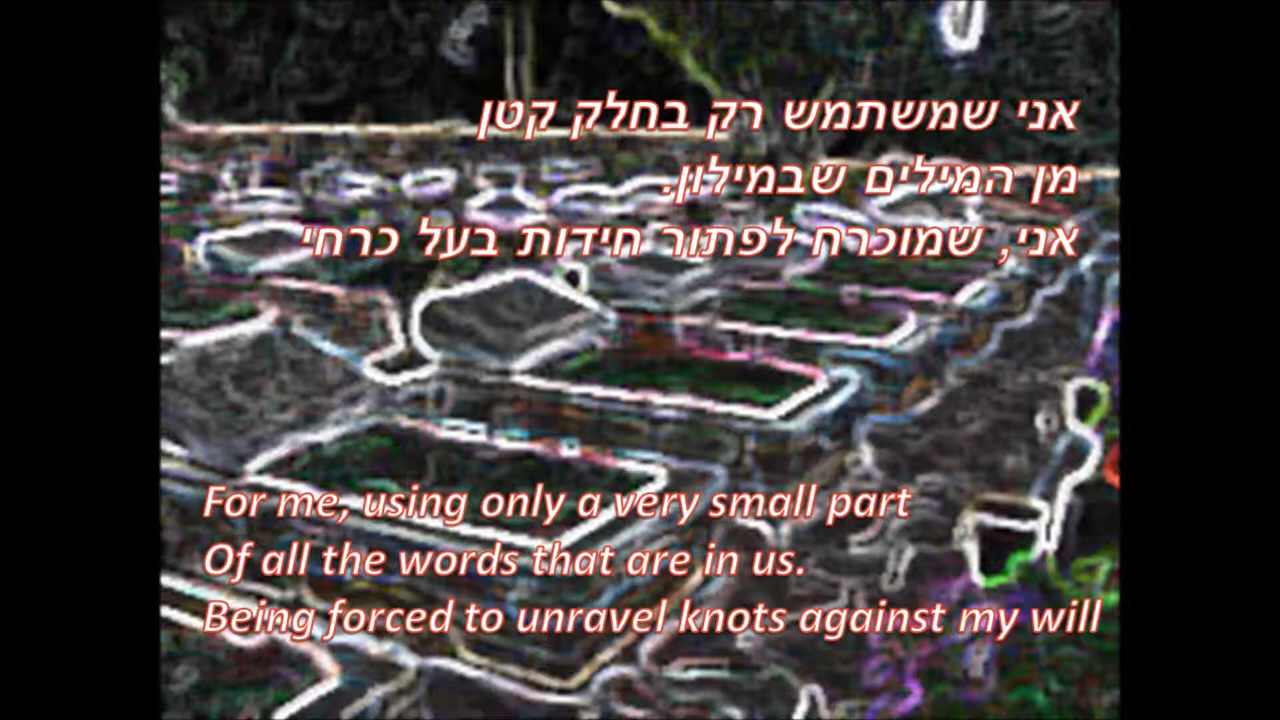 אני שמשתמש רק בחלק קטן
מן המילים שבמילון.
אני, שמוכרח לפתור חידות בעל כרחי
For me, using only a very small part
Of all the words that are in us.
Being forced to unravel knots against my will